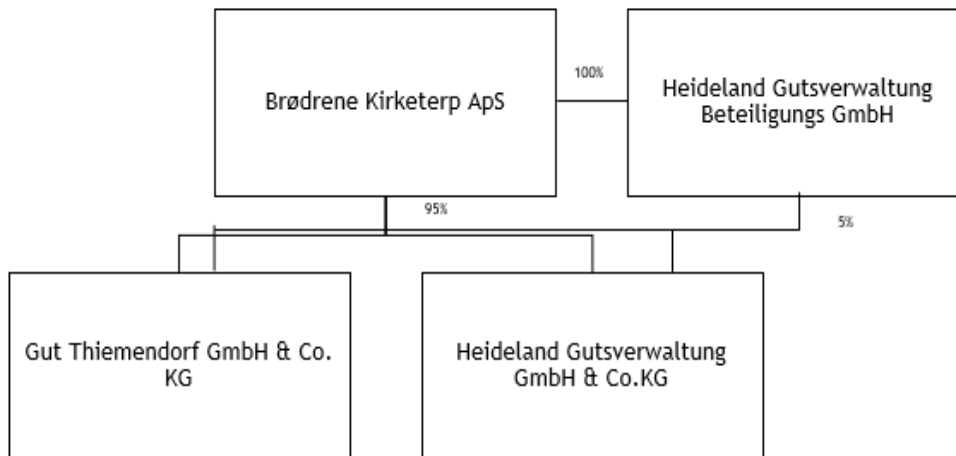 100%
Brødrene Kirketerp ApS
Heideland Gutsverwaltung
Beteiligungs GmbH
95%
5%
Gut Thiemendorf GmbH & Co.
KG
Heideland Gutsverwaltung
GmbH & Co.KG